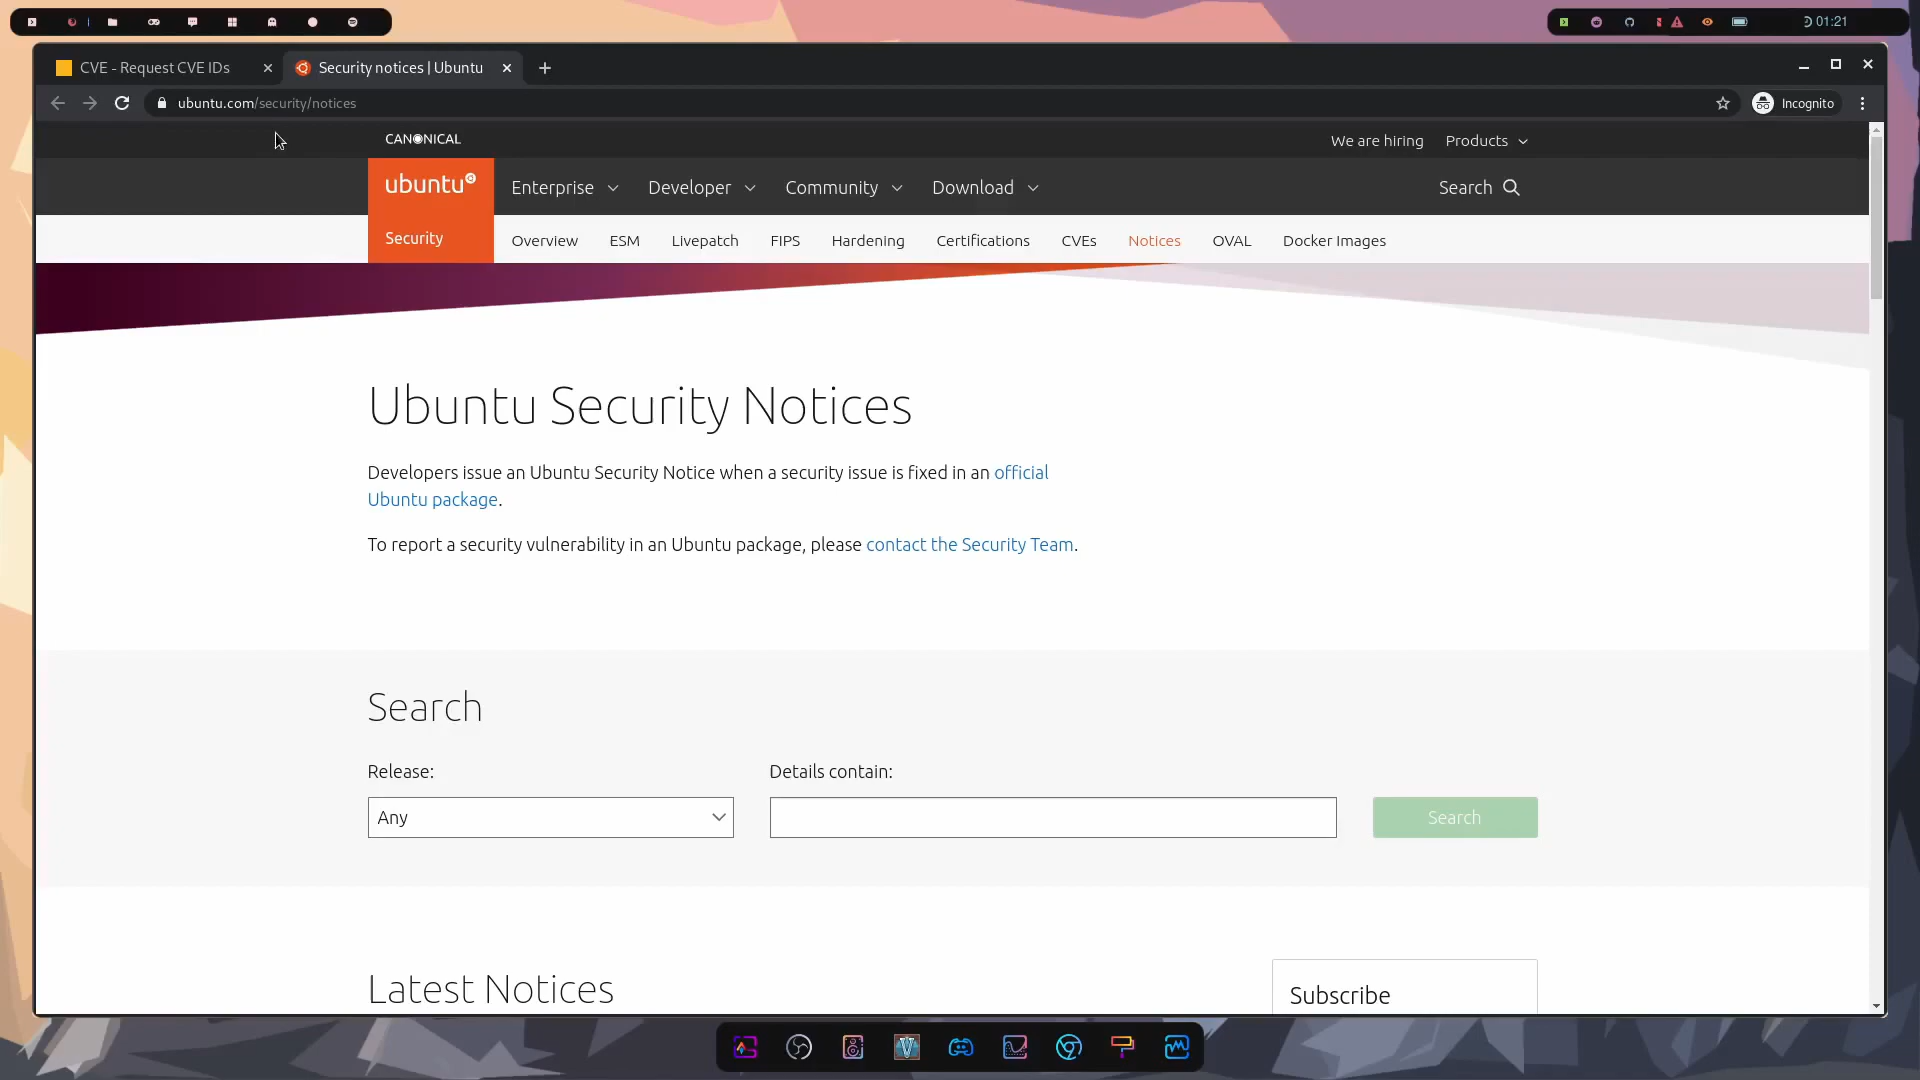 01:21
CVE - Request CVE IDs
Security notices | Ubuntu
ubuntu.com/security/notices
Incognito
CANONICAL
We are hiring
Products
ubuntu
Enterprise
Developer
Community
Download
Search
Security
Overview
ESM
Livepatch
FIPS
Hardening
Certifications
CVEs
Notices
OVAL
Docker Images
Ubuntu Security Notices
Developers issue an Ubuntu Security Notice when a security issue is fixed in an official
Ubuntu package.
To report a security vulnerability in an Ubuntu package, please contact the Security Team.
Search
Release:
Details contain:
Any
Search
Latest Notices
Subscribe